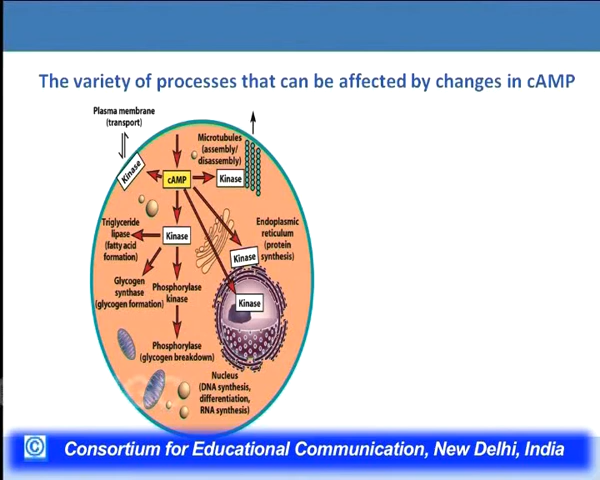 The variety of processes that can be affected by changes in cAMP
Plasma membrane
(transport)
Microtubules
(assembly/
disassembly)
Kinase
cAMP
Kinase
Triglyceride
lipase
(fatty acid
formation)
Kinase
Endoplasmic
reticulum
(protein
synthesis)
Kinase
Glycogen
synthase
(glycogen formation)
Phosphorylase
kinase
Kinase
Phosphorylase
(glycogen breakdown)
Nucleus
(DNA synthesis,
differentiation,
RNA synthesis)
© Consortium for Educational Communication, New Delhi, India